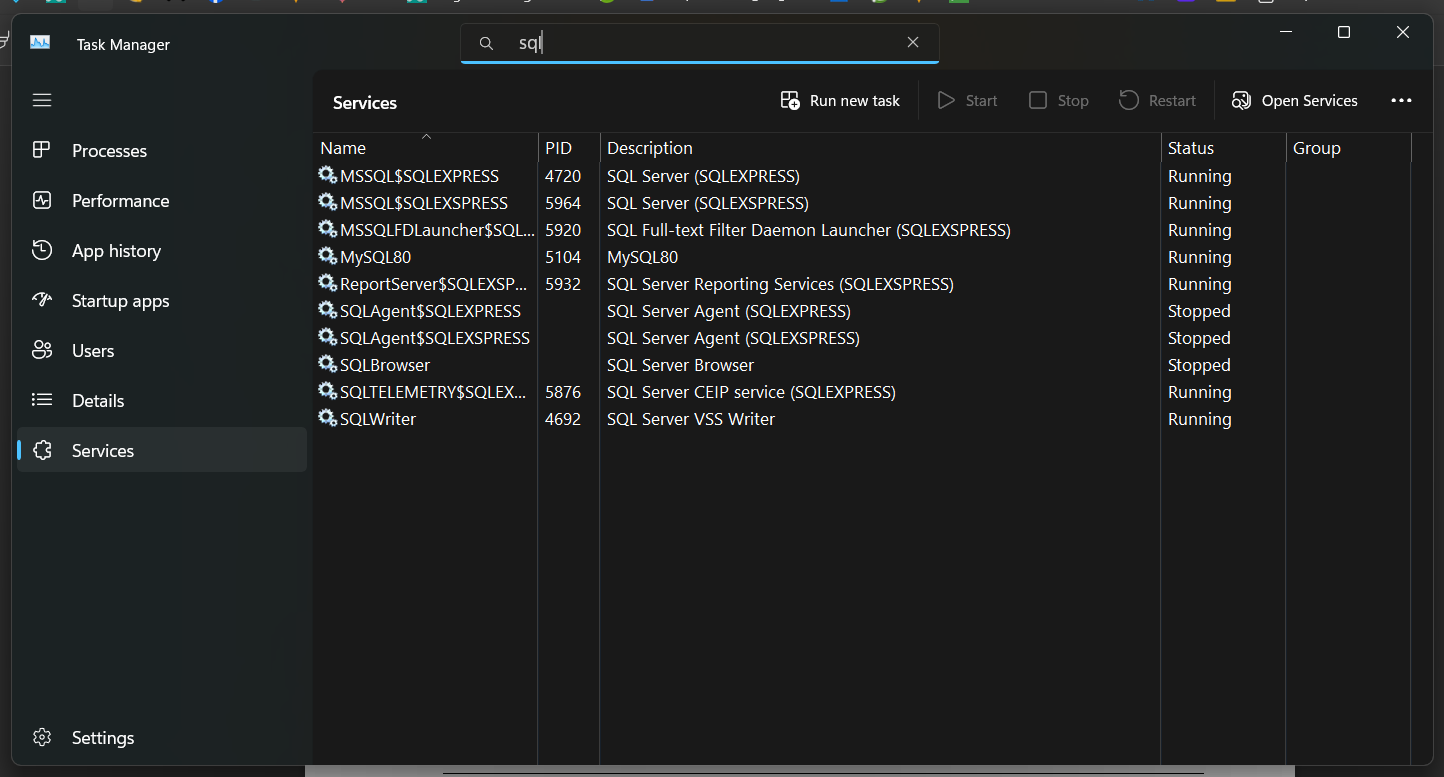 Task Manager
sql
Services
Run new task
Start
Stop
Restart
Open Services
Processes
Performance
App history
Startup apps
Users
Details
Services
Settings
Name PID Description Status Group
MSSQL$SQLEXPRESS 4720 SQL Server (SQLEXPRESS) Running
MSSQL$SQLEXSPRESS 5964 SQL Server (SQLEXSPRESS) Running
MSSQLFDLauncher$SQL... 5920 SQL Full-text Filter Daemon Launcher (SQLEXSPRESS) Running
MySQL80 5104 MySQL80 Running
ReportServer$SQLEXSP... 5932 SQL Server Reporting Services (SQLEXSPRESS) Running
SQLAgent$SQLEXPRESS SQL Server Agent (SQLEXPRESS) Stopped
SQLAgent$SQLEXSPRESS SQL Server Agent (SQLEXSPRESS) Stopped
SQLBrowser SQL Server Browser Stopped
SQLTELEMETRY$SQLEX... 5876 SQL Server CEIP service (SQLEXPRESS) Running
SQLWriter 4692 SQL Server VSS Writer Running